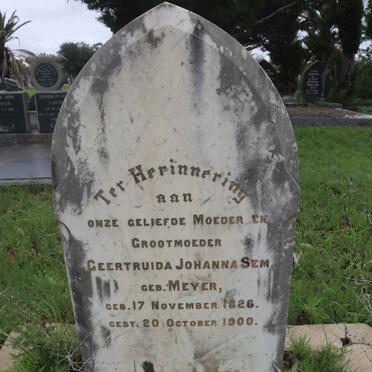 Ter Herinnering
aan
ONZE GELIEFDE MOEDER EN
GROOTMOEDER
GEERTRUIDA JOHANNA SEM
GEB. MEYER,
GEB. 17 NOVEMBER 1826.
GEST. 20 OCTOBER 1900.